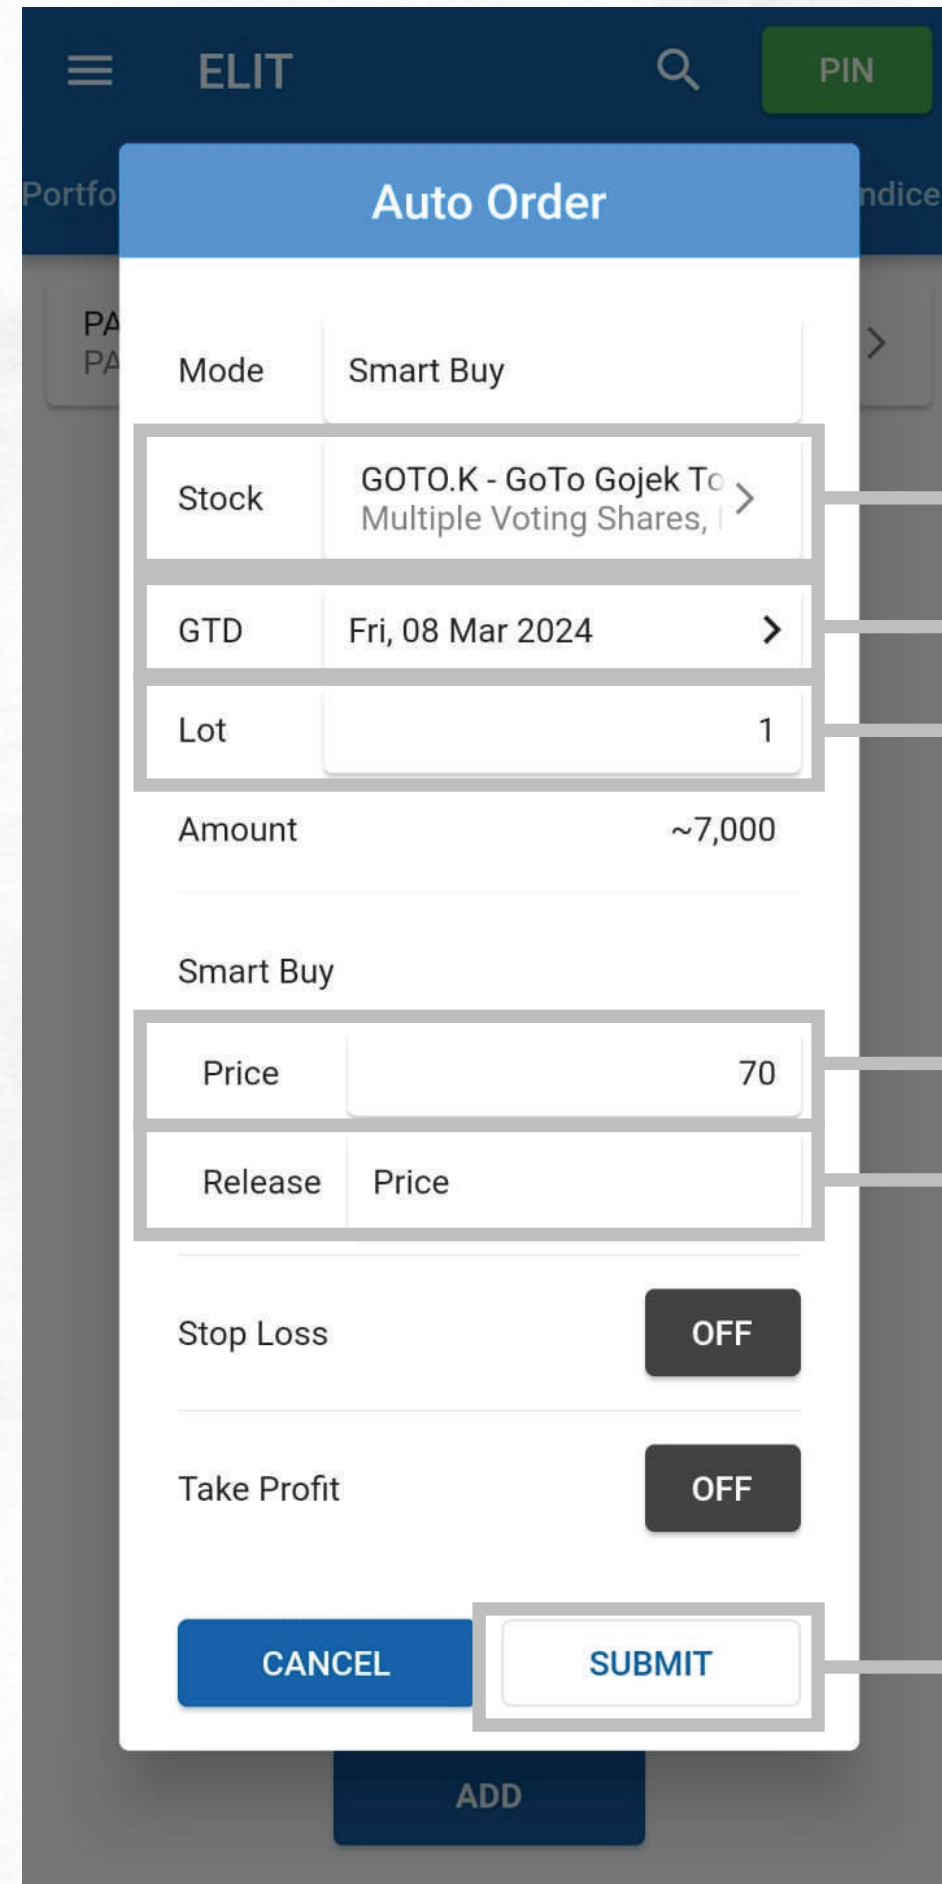 ELIT
PIN
Portfo
ndice
Auto Order
PA
PA
Mode
Smart Buy
Stock
GOTO.K - GoTo Gojek To
Multiple Voting Shares,
GTD
Fri, 08 Mar 2024
Lot
1
Amount
~7,000
Smart Buy
Price
70
Release
Price
Stop Loss
OFF
Take Profit
OFF
CANCEL
SUBMIT
ADD